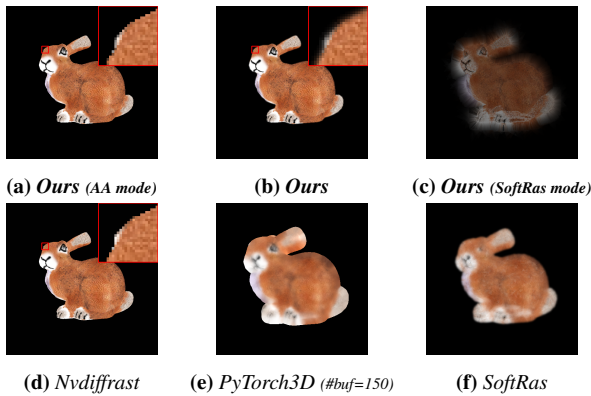 (a) Ours (AA mode)
(b) Ours
(c) Ours (SoftRas mode)
(d) Nvdiffrast
(e) PyTorch3D (#buf=150)
(f) SoftRas